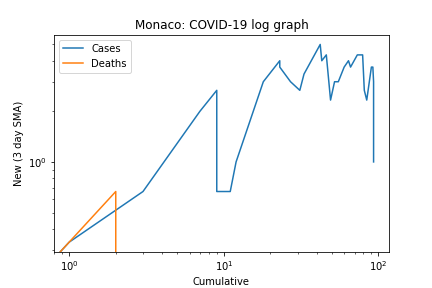 Monaco: COVID-19 log graph
Cases
Deaths
New (3 day SMA)
10⁰
10⁰
10¹
10²
Cumulative